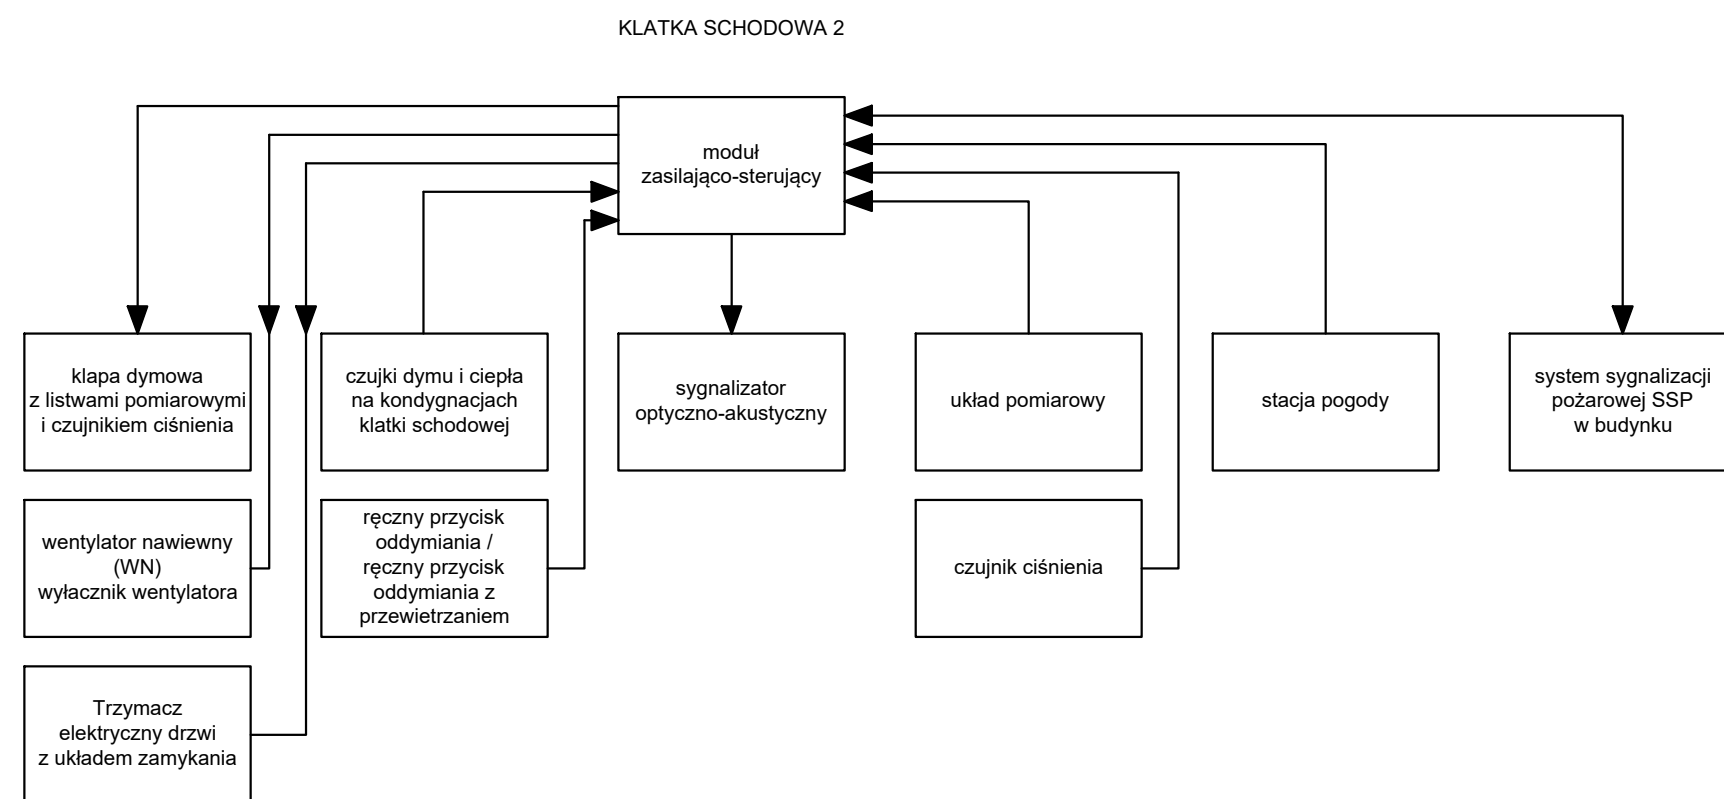 KLATKA SCHODOWA 2
moduł
zasilająco-sterujący
klapa dymowa
z listwami pomiarowymi
i czujnikiem ciśnienia
czujki dymu i ciepła
na kondygnacjach
klatki schodowej
sygnalizator
optyczno-akustyczny
układ pomiarowy
stacja pogody
system sygnalizacji
pożarowej SSP
w budynku
wentylator nawiewny
(WN)
wyłacznik wentylatora
ręczny przycisk
oddymiania /
ręczny przycisk
oddymiania z
przewietrzaniem
czujnik ciśnienia
Trzymacz
elektryczny drzwi
z układem zamykania